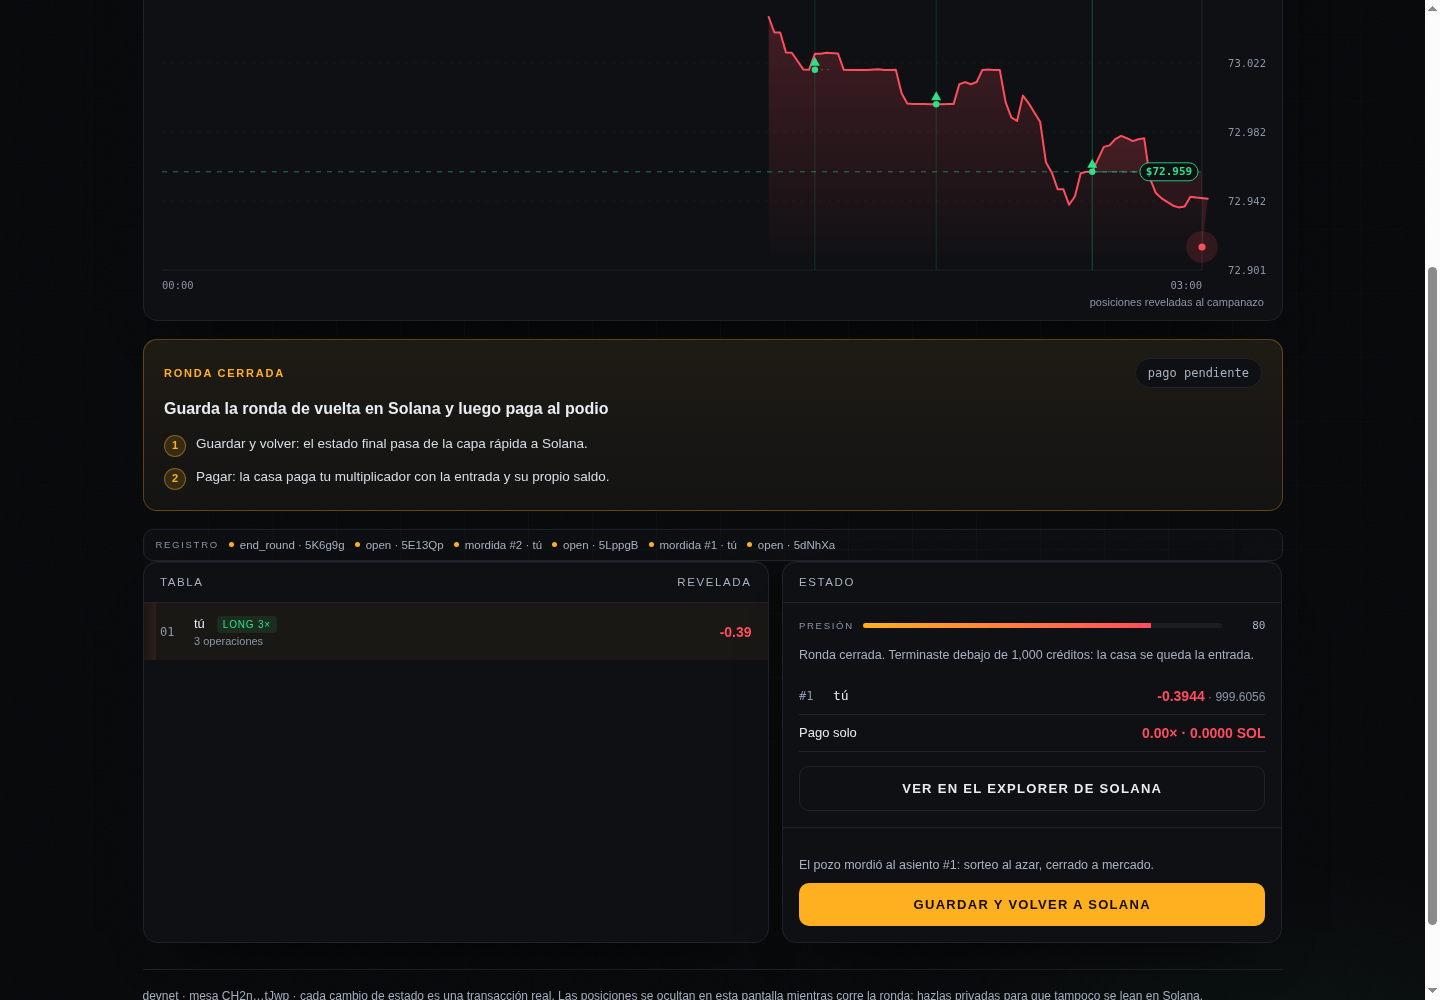 73.022
72.982
$72.959
72.942
72.901
00:00
03:00
posiciones reveladas al campanazo
RONDA CERRADA
pago pendiente
Guarda la ronda de vuelta en Solana y luego paga al podio
1 Guardar y volver: el estado final pasa de la capa rápida a Solana.
2 Pagar: la casa paga tu multiplicador con la entrada y su propio saldo.
REGISTRO end_round · 5K6g9g open · 5E13Qp mordida #2 · tú open · 5LppgB mordida #1 · tú open · 5dNhXa
TABLA REVELADA
01 tú LONG 3× -0.39
3 operaciones
ESTADO
PRESIÓN 80
Ronda cerrada. Terminaste debajo de 1,000 créditos: la casa se queda la entrada.
#1 tú -0.3944 · 999.6056
Pago solo 0.00× · 0.0000 SOL
VER EN EL EXPLORER DE SOLANA
El pozo mordió al asiento #1: sorteo al azar, cerrado a mercado.
GUARDAR Y VOLVER A SOLANA
devnet · mesa CH2n…tJwp · cada cambio de estado es una transacción real. Las posiciones se ocultan en esta pantalla mientras corre la ronda; hazlas privadas para que tampoco se lean en Solana.